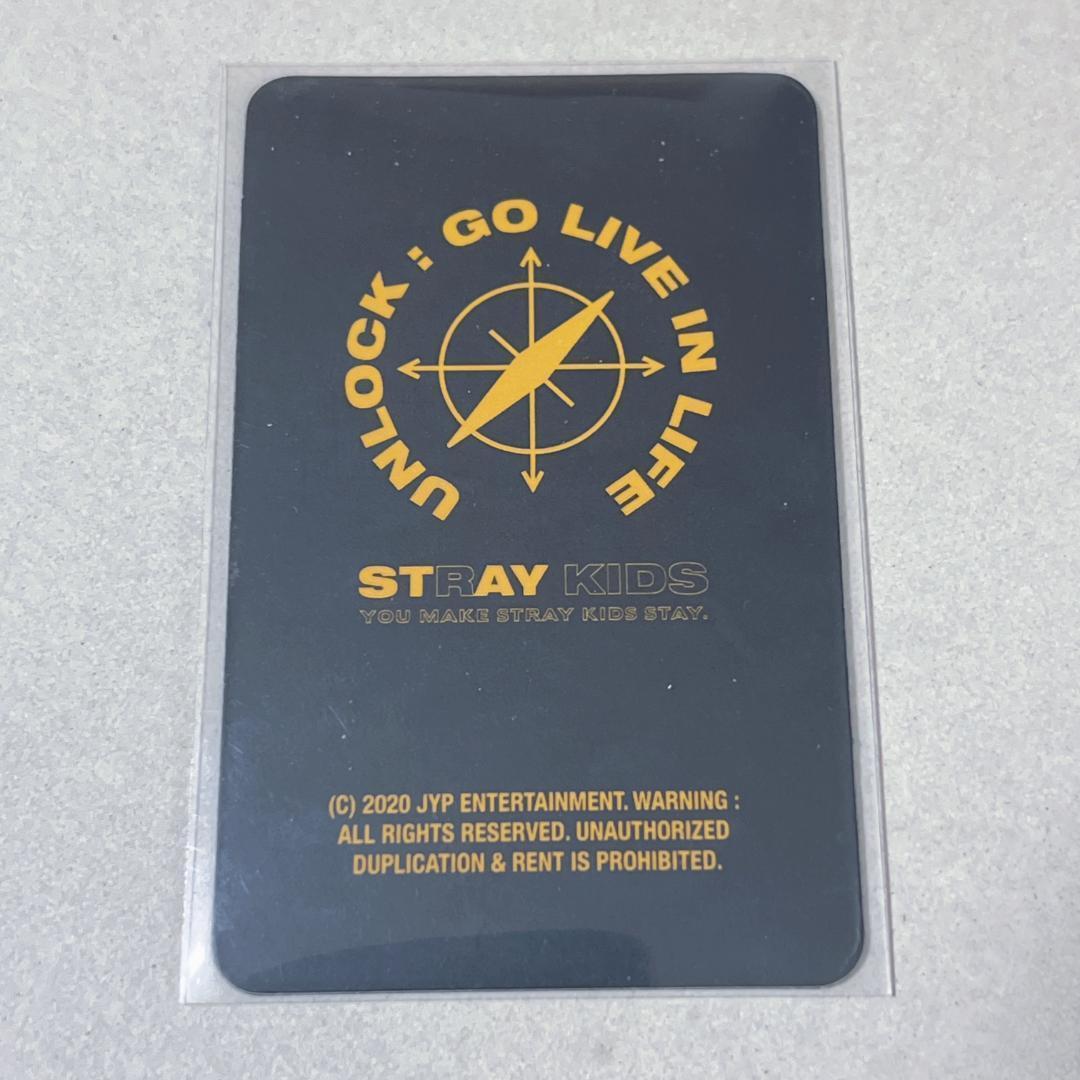 UNLOCK : GO LIVE IN LIFE
STRAY KIDS
YOU MAKE STRAY KIDS STAY.
(C) 2020 JYP ENTERTAINMENT. WARNING :
ALL RIGHTS RESERVED. UNAUTHORIZED
DUPLICATION & RENT IS PROHIBITED.